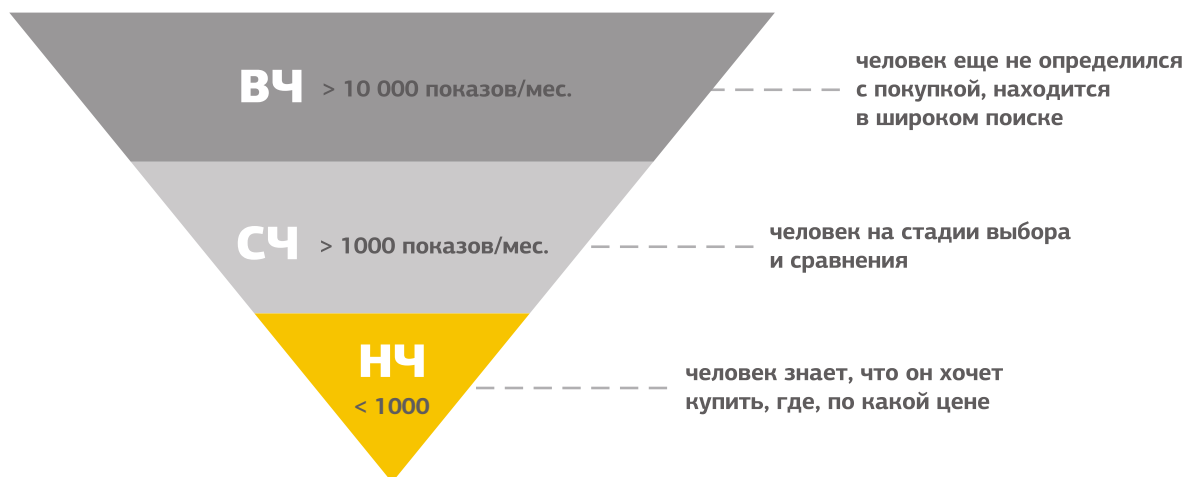 ВЧ > 10 000 показов/мес.
человек еще не определился
с покупкой, находится
в широком поиске
СЧ > 1000 показов/мес.
человек на стадии выбора
и сравнения
НЧ
< 1000
человек знает, что он хочет
купить, где, по какой цене